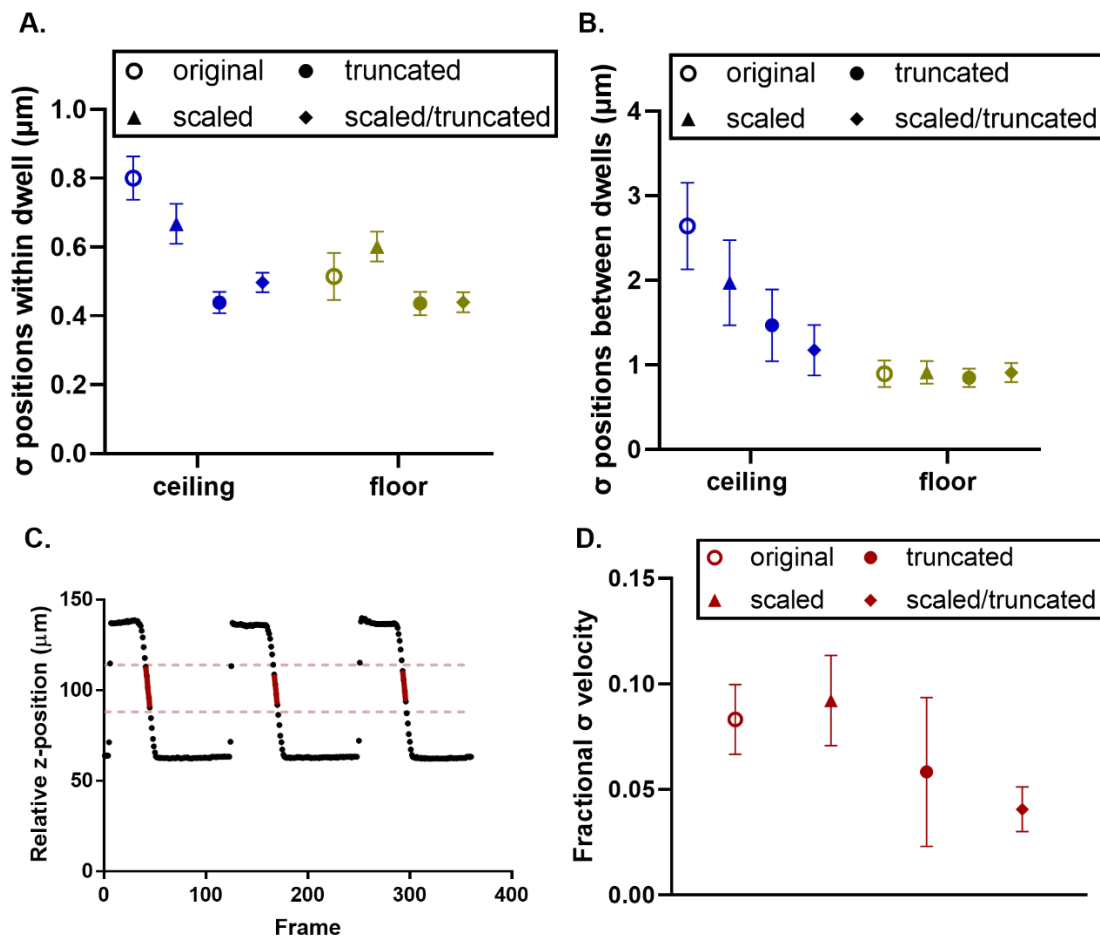 A.
original
truncated
scaled
scaled/truncated
σ positions within dwell (μm)
1.0
0.8
0.6
0.4
0.2
0.0
ceiling
floor
B.
original
truncated
scaled
scaled/truncated
σ positions between dwells (μm)
4
3
2
1
0
ceiling
floor
C.
Relative z-position (μm)
150
100
50
0
0
100
200
300
400
Frame
D.
original
truncated
scaled
scaled/truncated
Fractional σ velocity
0.15
0.10
0.05
0.00